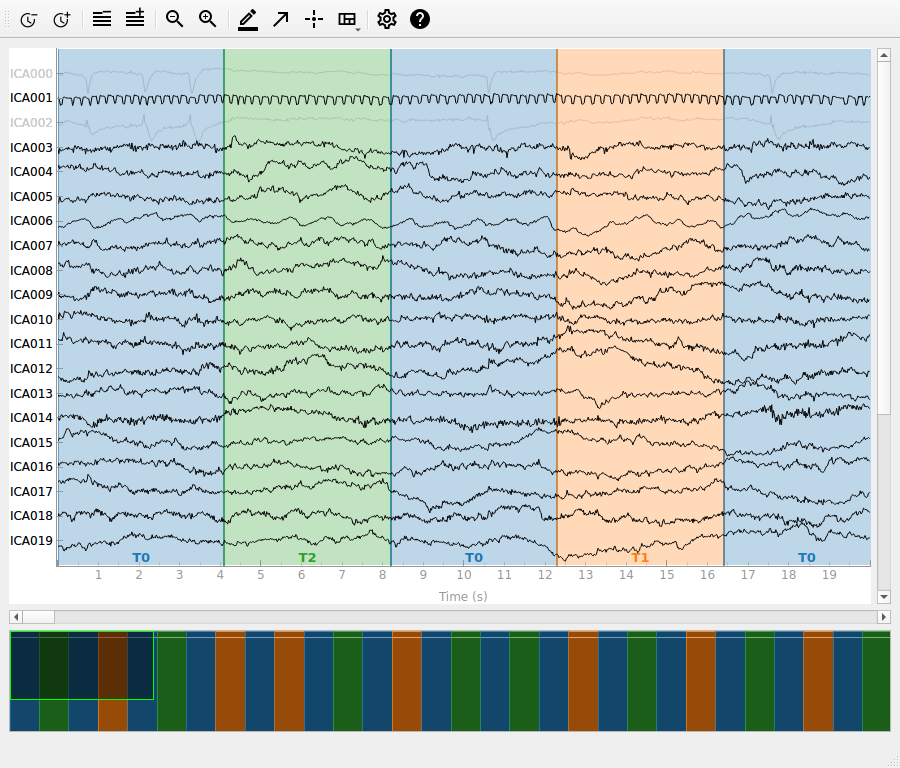 ICA000
ICA001
ICA002
ICA003
ICA004
ICA005
ICA006
ICA007
ICA008
ICA009
ICA010
ICA011
ICA012
ICA013
ICA014
ICA015
ICA016
ICA017
ICA018
ICA019
T0 T2 T0 T1 T0
1 2 3 4 5 6 7 8 9 10 11 12 13 14 15 16 17 18 19
Time (s)